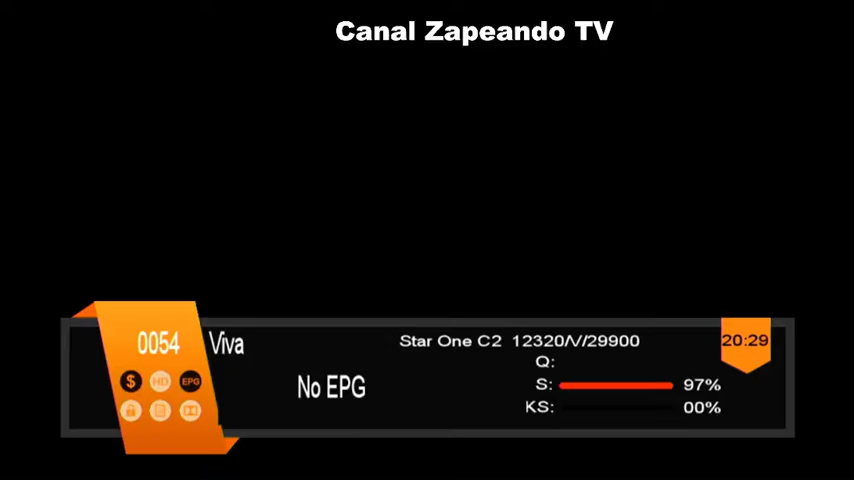 Canal Zapeando TV
0054 Viva
Star One C2 12320/V/29900
20:29
Q:
$ HD EPG
No EPG
S: 97%
KS: 00%